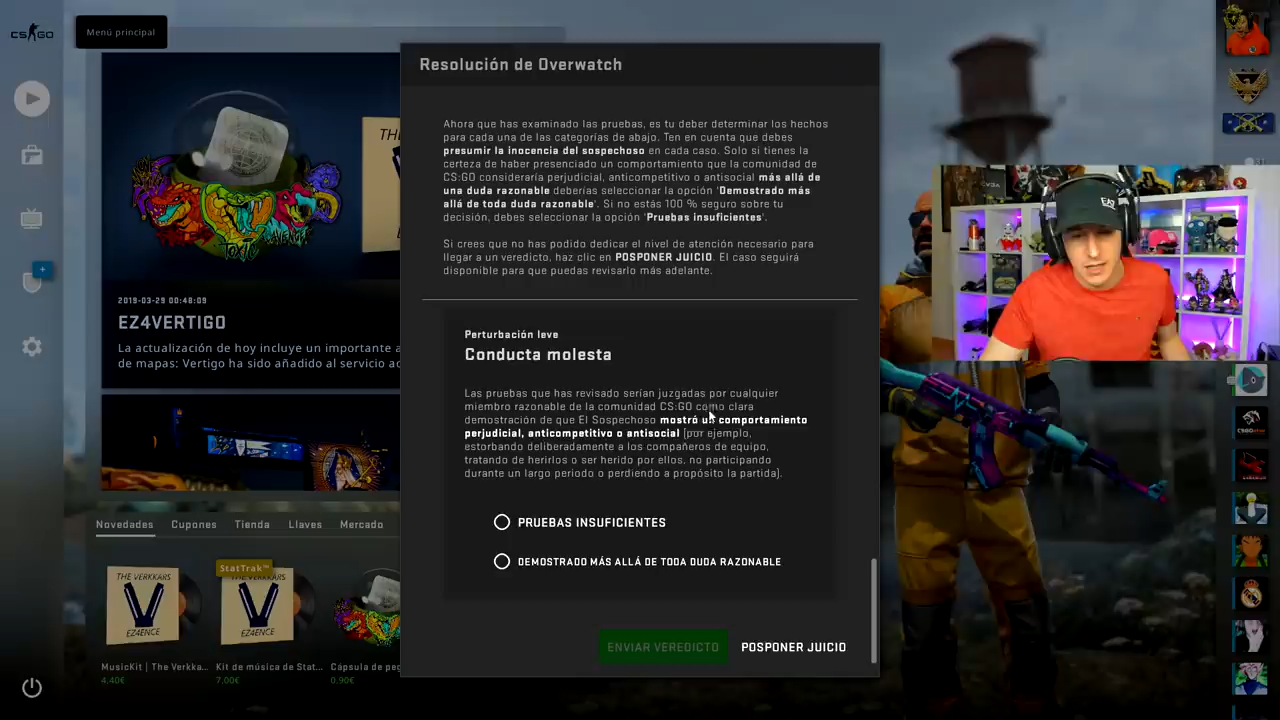 CS:GO
Menú principal
Resolución de Overwatch
Ahora que has examinado las pruebas, es tu deber determinar los hechos
para cada una de las categorías de abajo. Ten en cuenta que debes
presumir la inocencia del sospechoso en cada caso. Solo si tienes la
certeza de haber presenciado un comportamiento que la comunidad de
CS:GO consideraría perjudicial, anticompetitivo o antisocial más allá de
una duda razonable deberías seleccionar la opción 'Demostrado más
allá de toda duda razonable'. Si no estás 100 % seguro sobre tu
decisión, debes seleccionar la opción 'Pruebas insuficientes'.
Si crees que no has podido dedicar el nivel de atención necesario para
llegar a un veredicto, haz clic en POSPONER JUICIO. El caso seguirá
disponible para que puedas revisarlo más adelante.
Perturbación leve
Conducta molesta
Las pruebas que has revisado serían juzgadas por cualquier
miembro razonable de la comunidad CS:GO como clara
demostración de que El Sospechoso mostró un comportamiento
perjudicial, anticompetitivo o antisocial (por ejemplo,
estorbando deliberadamente a los compañeros de equipo,
tratando de herirlos o ser herido por ellos, no participando
durante un largo periodo o perdiendo a propósito la partida).
PRUEBAS INSUFICIENTES
DEMOSTRADO MÁS ALLÁ DE TODA DUDA RAZONABLE
ENVIAR VEREDICTO
POSPONER JUICIO
2019-03-29 00:48:09
EZ4VERTIGO
La actualización de hoy incluye un importante a
de mapas: Vertigo ha sido añadido al servicio ac
Novedades Cupones Tienda Llaves Mercado
THE VERKKARS
EZ4ENCE
StatTrak™
THE VERKKARS
EZ4ENCE
MusicKit | The Verkka...
4.40€
Kit de música de Stat...
7.00€
Cápsula de pe
0.90€